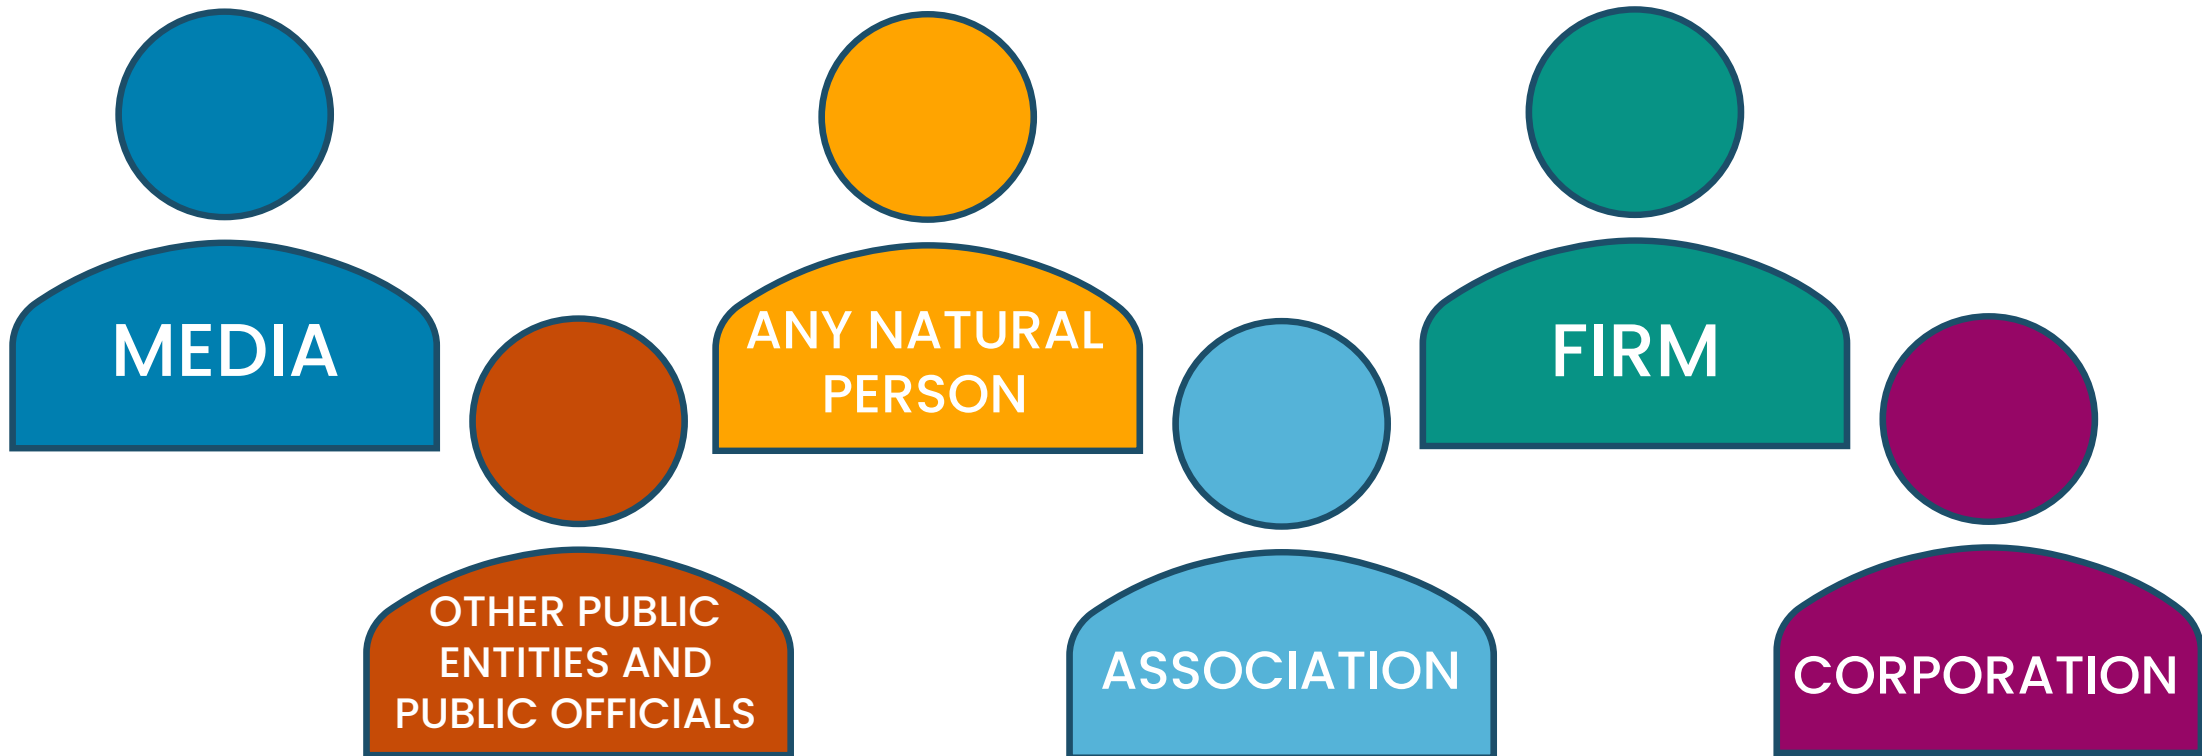 MEDIA
ANY NATURAL
PERSON
FIRM
OTHER PUBLIC
ENTITIES AND
PUBLIC OFFICIALS
ASSOCIATION
CORPORATION